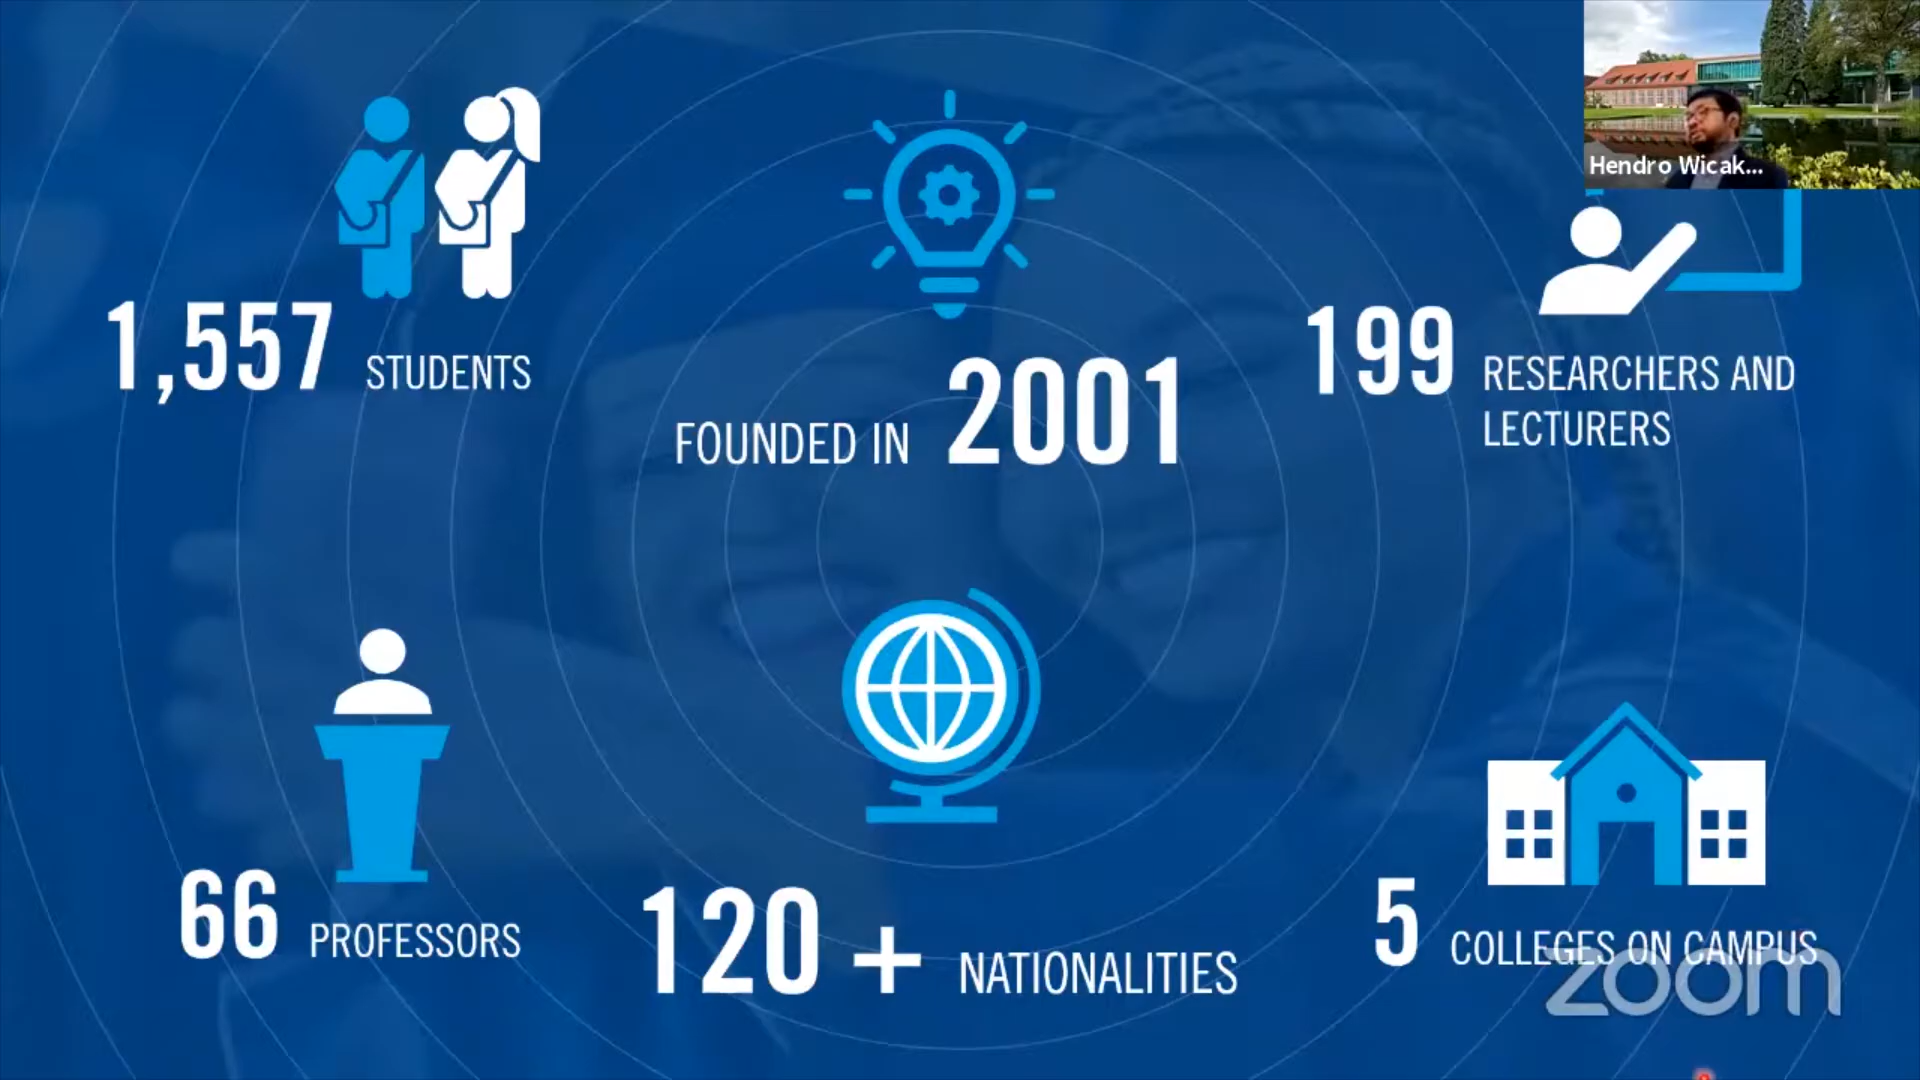 Hendro Wicak...
1,557 STUDENTS
FOUNDED IN 2001
199 RESEARCHERS AND
LECTURERS
66 PROFESSORS
120 + NATIONALITIES
5 COLLEGES ON CAMPUS
zoom